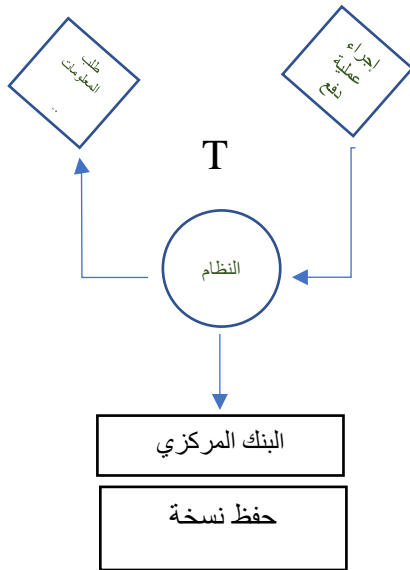 طلب
المعلومات
..
إجراء
عملية
دفع
T
النظام
البنك المركزي
حفظ نسخة